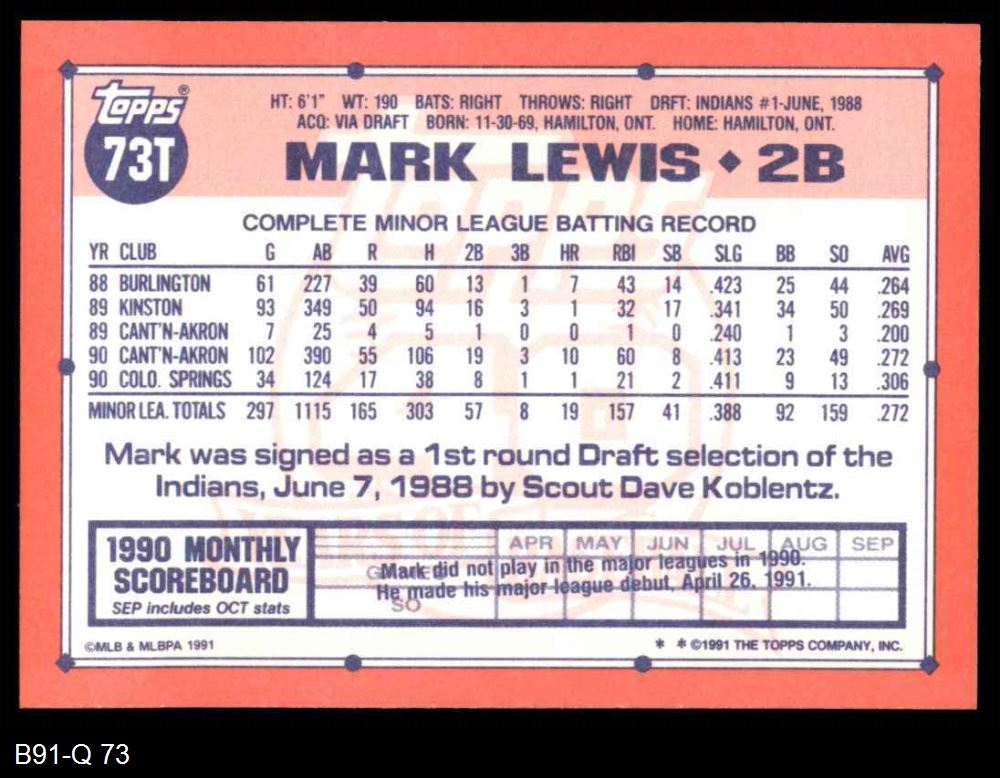 Topps®
73T
HT: 6'1" WT: 190 BATS: RIGHT THROWS: RIGHT DRFT: INDIANS #1-JUNE, 1988
ACQ: VIA DRAFT BORN: 11-30-69, HAMILTON, ONT. HOME: HAMILTON, ONT.
MARK LEWIS ◆ 2B
COMPLETE MINOR LEAGUE BATTING RECORD
YR CLUB G AB R H 2B 3B HR RBI SB SLG BB SO AVG
88 BURLINGTON 61 227 39 60 13 1 7 43 14 .423 25 44 .264
89 KINSTON 93 349 50 94 16 3 1 32 17 .341 34 50 .269
89 CANT'N-AKRON 7 25 4 5 1 0 0 1 0 .240 1 3 .200
90 CANT'N-AKRON 102 390 55 106 19 3 10 60 8 .413 23 49 .272
90 COLO. SPRINGS 34 124 17 38 8 1 1 21 2 .411 9 13 .306
MINOR LEA. TOTALS 297 1115 165 303 57 8 19 157 41 .388 92 159 .272
Mark was signed as a 1st round Draft selection of the
Indians, June 7, 1988 by Scout Dave Koblentz.
1990 MONTHLY
SCOREBOARD
SEP includes OCT stats
APR MAY JUN JUL AUG SEP
Mark did not play in the major leagues in 1990.
He made his major league debut, April 26, 1991.
SO
©MLB & MLBPA 1991
* * ©1991 THE TOPPS COMPANY, INC.
B91-Q 73